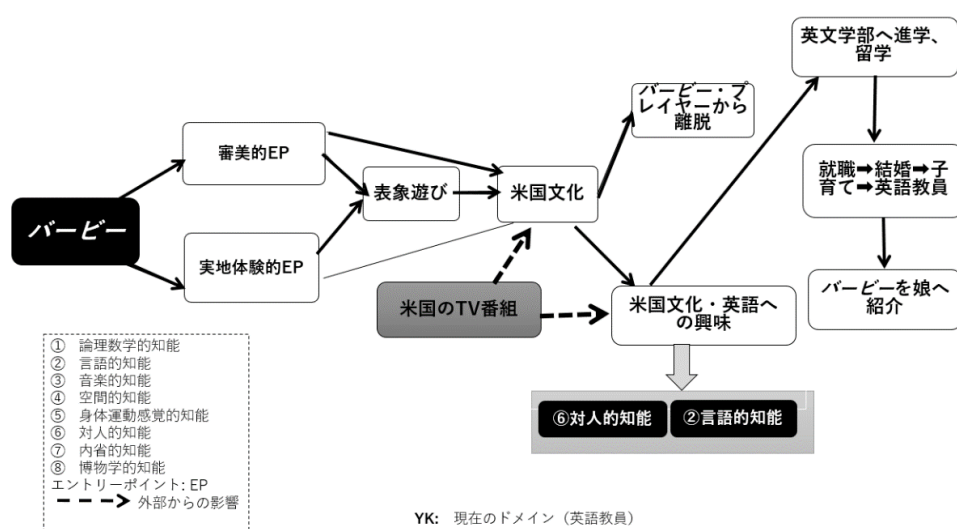 英文学部へ進学、
留学
バービー・プ
レイヤーから
離脱
審美的EP
就職➡結婚➡子
育て➡英語教員
表象遊び
米国文化
バービー
実地体験的EP
米国のTV番組
米国文化・英語へ
の興味
バービーを娘へ
紹介
① 論理数学的知能
② 言語的知能
③ 音楽的知能
④ 空間的知能
⑤ 身体運動感覚的知能
⑥ 対人的知能
⑦ 内省的知能
⑧ 博物学的知能
エントリーポイント: EP
外部からの影響
⑥対人的知能
②言語的知能
YK: 現在のドメイン（英語教員）